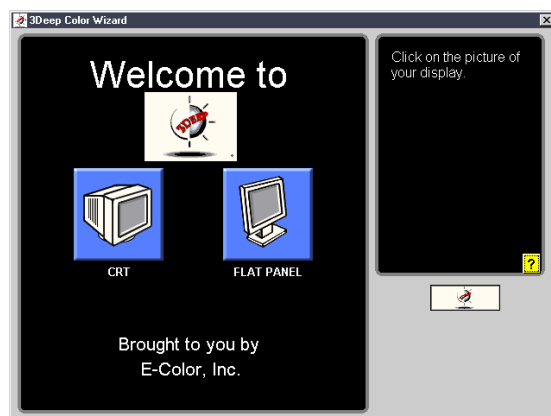 3Deep Color Wizard
Welcome to
3DEEP
CRT
FLAT PANEL
Brought to you by
E-Color, Inc.
Click on the picture of
your display.
?